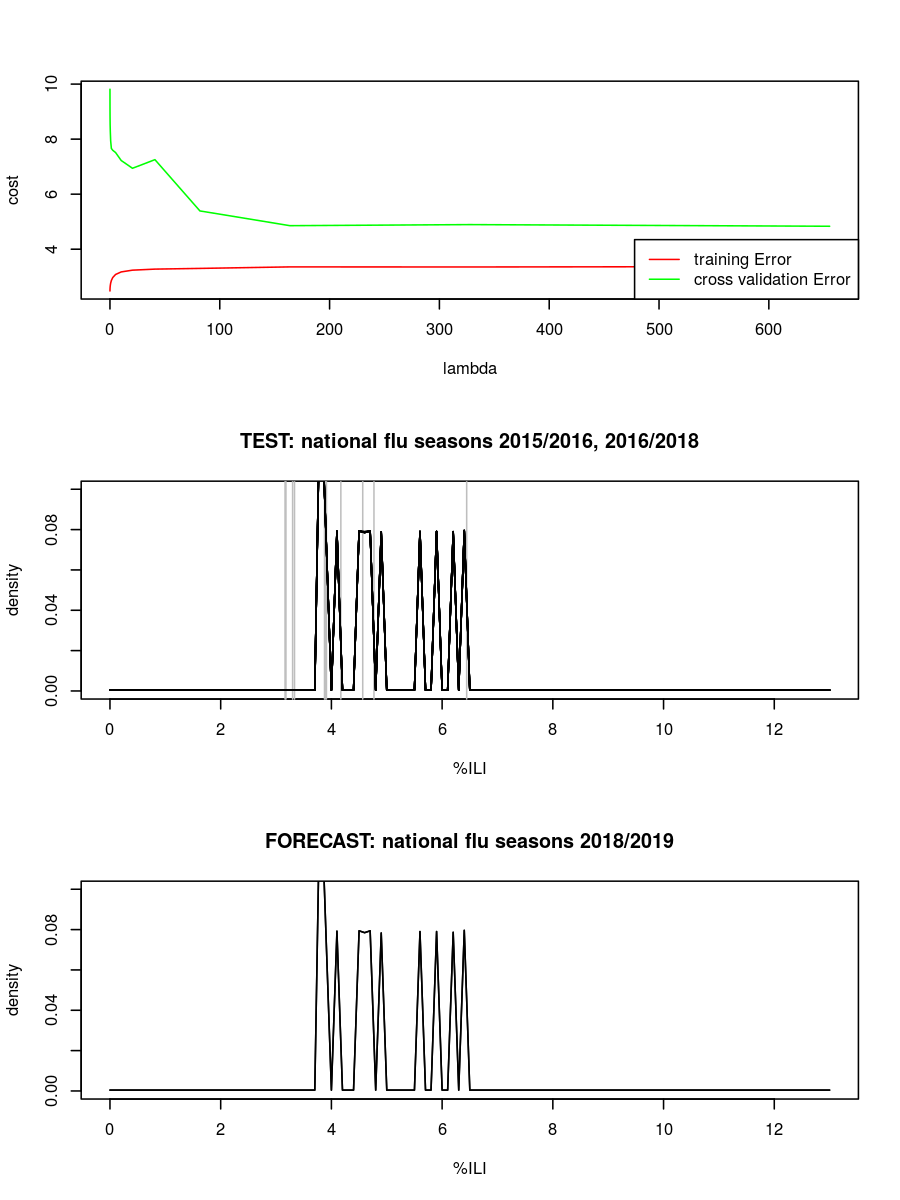 10
8
6
4
cost
training Error
cross validation Error
0 100 200 300 400 500 600
lambda
TEST: national flu seasons 2015/2016, 2016/2018
0.08
0.04
0.00
density
0 2 4 6 8 10 12
%ILI
FORECAST: national flu seasons 2018/2019
0.08
0.04
0.00
density
0 2 4 6 8 10 12
%ILI